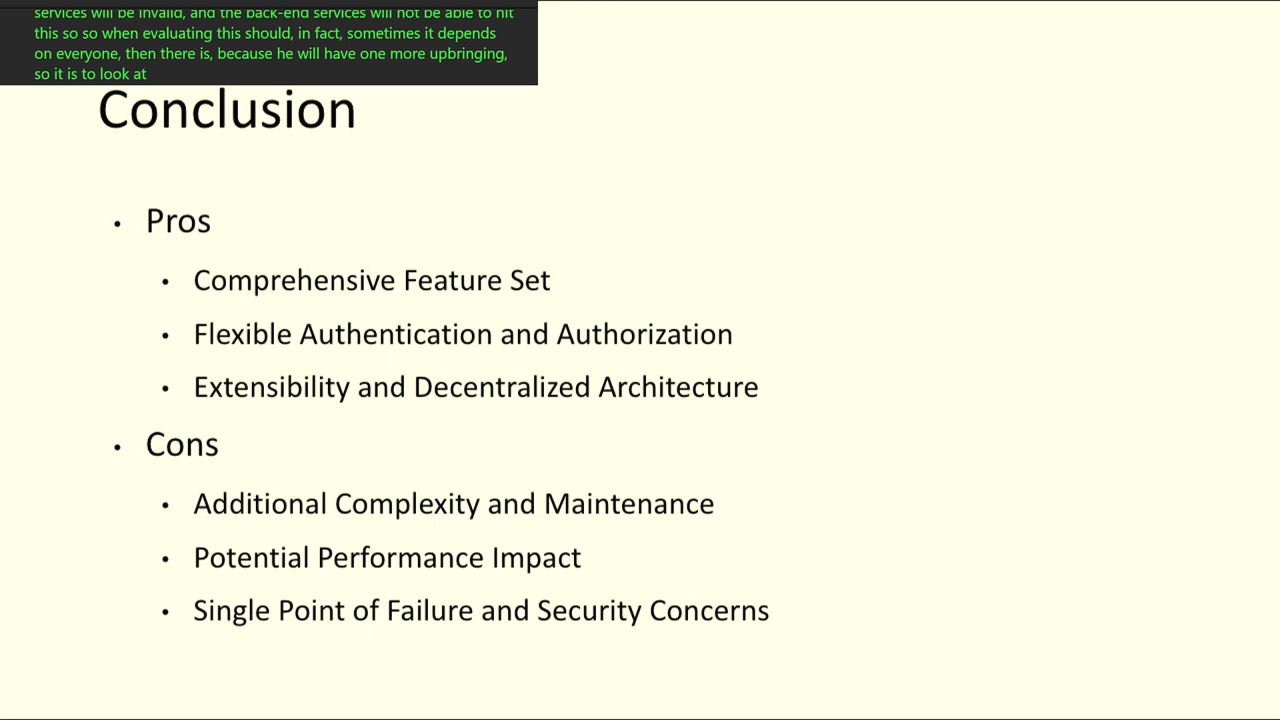 services will be invalid, and the back-end services will not be able to hit
this so so when evaluating this should, in fact, sometimes it depends
on everyone, then there is, because he will have one more upbringing,
so it is to look at
Conclusion
• Pros
• Comprehensive Feature Set
• Flexible Authentication and Authorization
• Extensibility and Decentralized Architecture
• Cons
• Additional Complexity and Maintenance
• Potential Performance Impact
• Single Point of Failure and Security Concerns